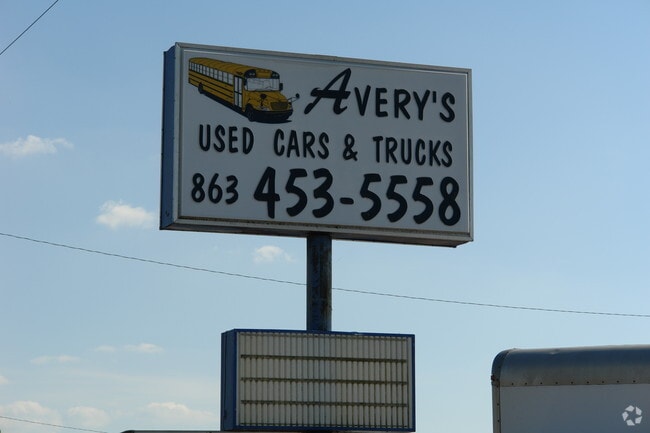 AVERY'S
USED CARS & TRUCKS
863 453-5558